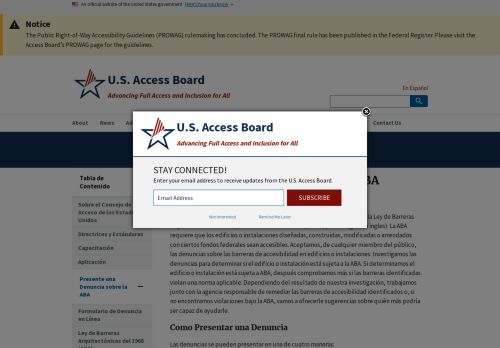 An official website of the United States government Here's how you know
Notice
The Public Right-of-Way Accessibility Guidelines (PROWAG) rulemaking has concluded. The PROWAG final rule has been published in the Federal Register. Please visit the
Access Board's PROWAG page for the guidelines.
U.S. Access Board
Advancing Full Access and Inclusion for All
En Español
About News
Contact Us
U.S. Access Board
Advancing Full Access and Inclusion for All
STAY CONNECTED!
Enter your email address to receive updates from the U.S. Access Board.
Email Address
SUBSCRIBE
Not Interested Remind Me Later
Tabla de
Contenido
Sobre el Consejo de
Acceso de los Estados
Unidos
Directrices y Estándares
Capacitación
Aplicación
Presente una
Denuncia sobre la
ABA
Formulario de Denuncia
en Línea
Ley de Barreras
Arquitectónicas del 1968
BA
la Ley de Barreras
ingles). La ABA
requiere que los edificios o instalaciones diseñadas, construidas, modificadas o arrendados
con ciertos fondos federales sean accesibles. Aceptamos, de cualquier miembro del público,
las denuncias sobre las barreras de accesibilidad en edificios o instalaciones. Investigamos las
denuncias para determinar si el edificio o instalación está sujeta a la ABA. Si determinamos el
edificio o instalación está sujeta a ABA, después comprobamos más si las barreras identificadas
violan una norma aplicable. Dependiendo del resultado de nuestra investigación, trabajamos
junto con la agencia responsable de remediar las barreras de accesibilidad identificadas o, si
no encontramos violaciones bajo la ABA, vamos a ofrecerle sugerencias sobre quién más podría
ser capaz de ayudarle.
Como Presentar una Denuncia
Las denuncias se pueden presentar en una de cuatro maneras: